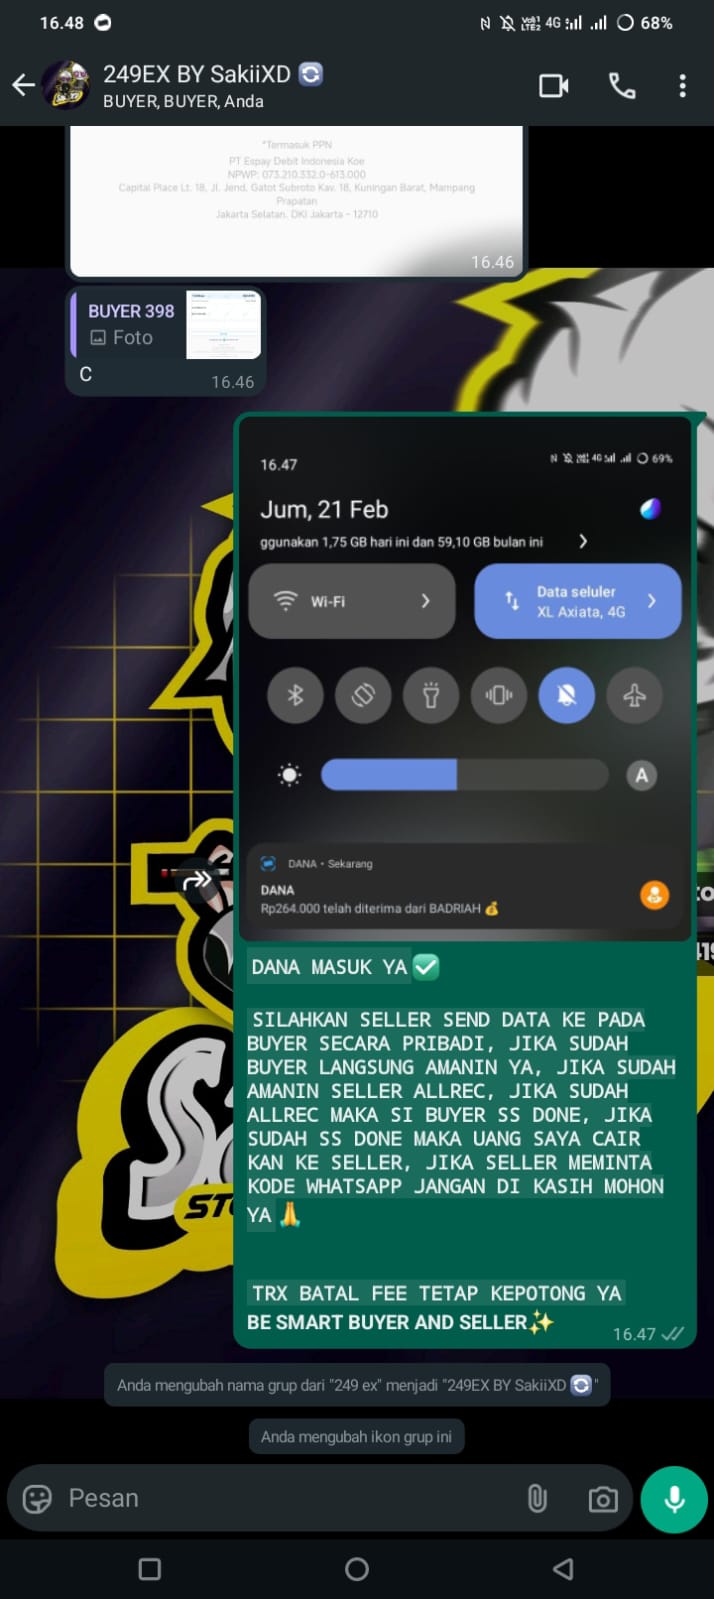 16.48
4G
68%
249EX BY SakiiXD 🔄
BUYER, BUYER, Anda
*Termasuk PPN
PT Espay Debit Indonesia Koe
NPWP: 073.210.332.0-613.000
Capital Place Lt. 18, Jl. Jend. Gatot Subroto Kav. 18, Kuningan Barat, Mampang
Prapatan
Jakarta Selatan. DKI Jakarta - 12710
16.46
BUYER 398
Foto
C
16.46
16.47
4G
69%
Jum, 21 Feb
ggunakan 1,75 GB hari ini dan 59,10 GB bulan ini
Wi-Fi
Data seluler
XL Axiata, 4G
A
DANA • Sekarang
DANA
Rp264.000 telah diterima dari BADRIAH 💰
DANA MASUK YA ✅
SILAHKAN SELLER SEND DATA KE PADA
BUYER SECARA PRIBADI, JIKA SUDAH
BUYER LANGSUNG AMANIN YA, JIKA SUDAH
AMANIN SELLER ALLREC, JIKA SUDAH
ALLREC MAKA SI BUYER SS DONE, JIKA
SUDAH SS DONE MAKA UANG SAYA CAIR
KAN KE SELLER, JIKA SELLER MEMINTA
KODE WHATSAPP JANGAN DI KASIH MOHON
YA 🙏
TRX BATAL FEE TETAP KEPOTONG YA
BE SMART BUYER AND SELLER✨
16.47
Anda mengubah nama grup dari "249 ex" menjadi "249EX BY SakiiXD 🔄"
Anda mengubah ikon grup ini
Pesan